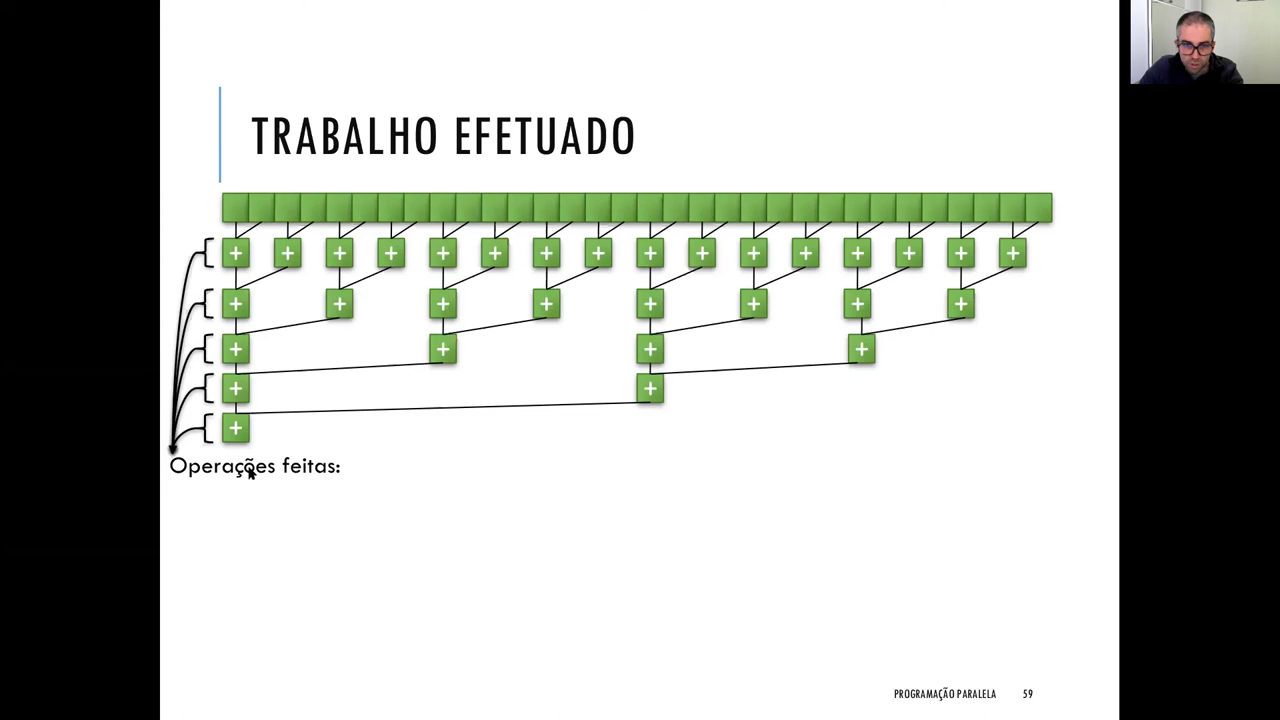 TRABALHO EFETUADO
+ + + + + + + + + + + + + + + +
+ + + + + + + +
+ + + +
+ +
+
Operações feitas:
PROGRAMAÇÃO PARALELA 59